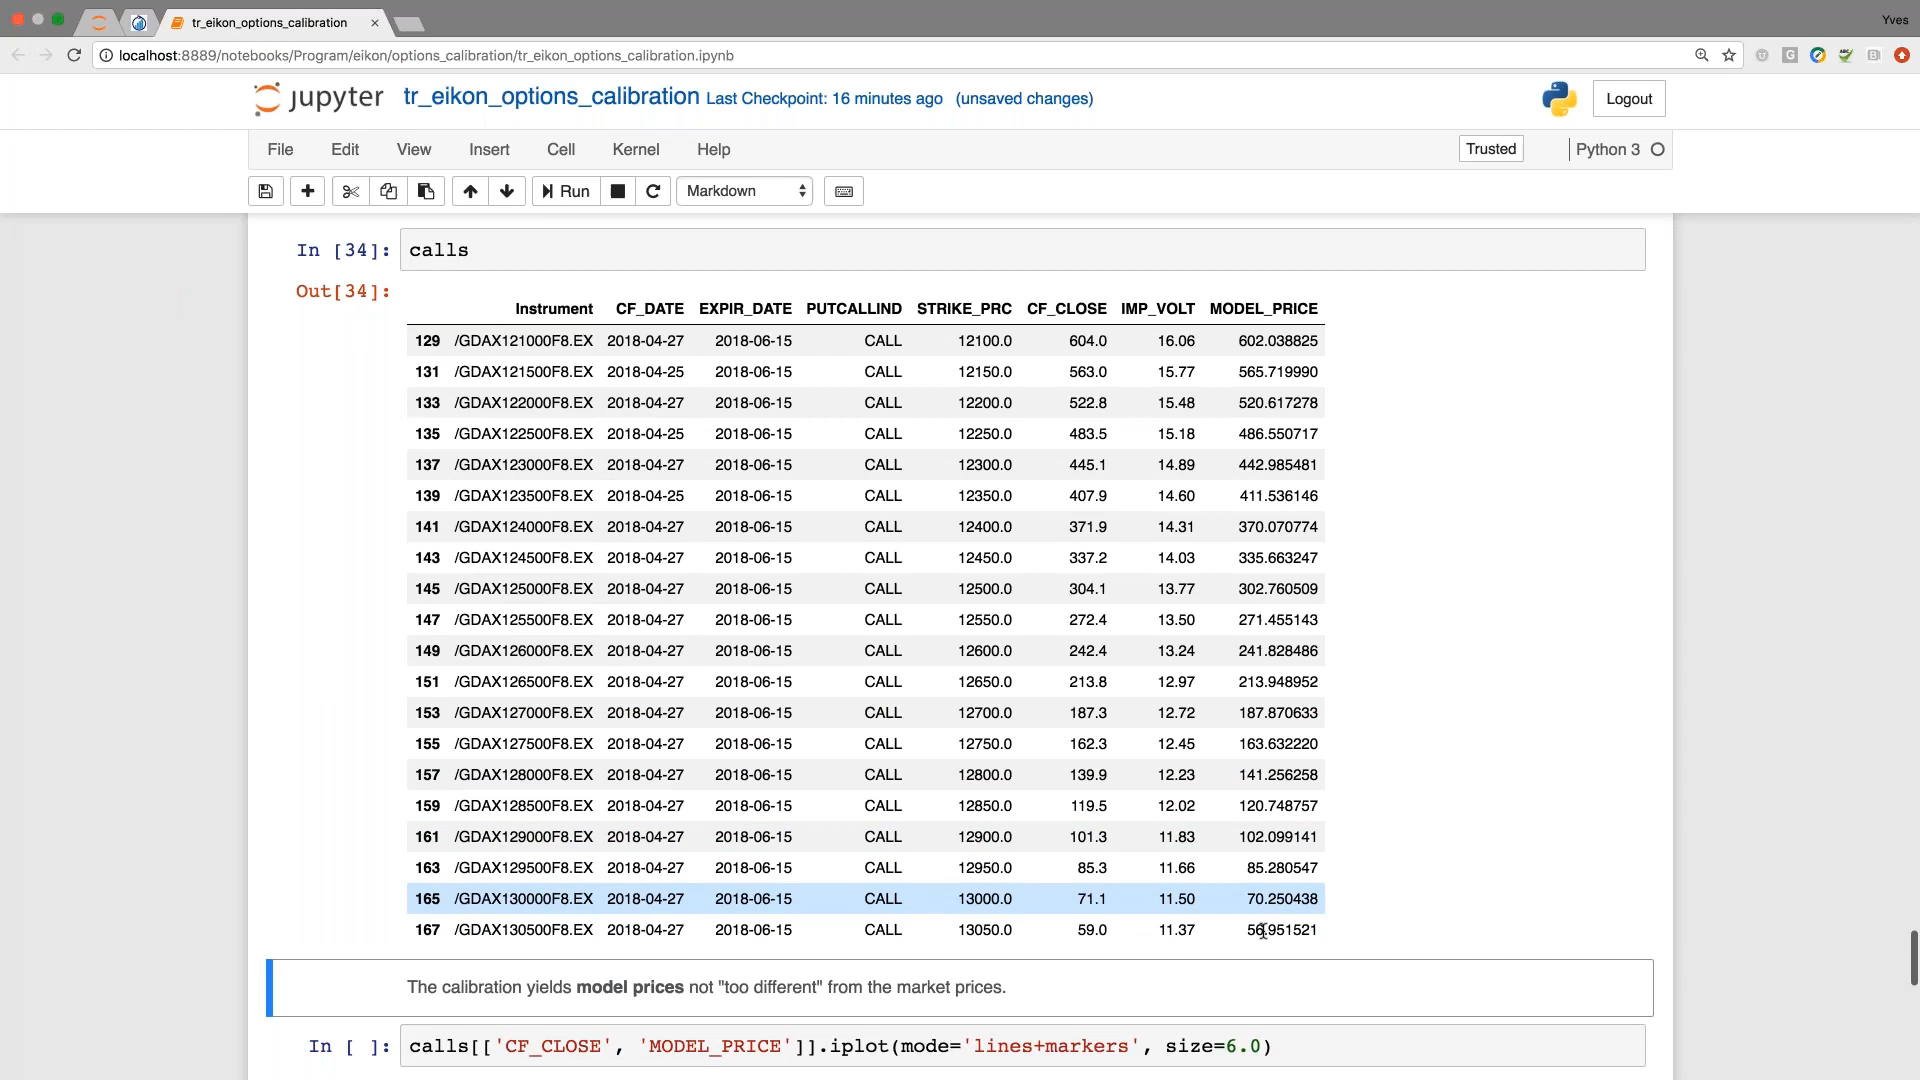 tr_eikon_options_calibration
Yves
localhost:8889/notebooks/Program/eikon/options_calibration/tr_eikon_options_calibration.ipynb
jupyter tr_eikon_options_calibration Last Checkpoint: 16 minutes ago (unsaved changes)
Logout
File Edit View Insert Cell Kernel Help
Trusted Python 3
Run Markdown
In [34]: calls
Out[34]:
Instrument CF_DATE EXPIR_DATE PUTCALLIND STRIKE_PRC CF_CLOSE IMP_VOLT MODEL_PRICE
129 /GDAX121000F8.EX 2018-04-27 2018-06-15 CALL 12100.0 604.0 16.06 602.038825
131 /GDAX121500F8.EX 2018-04-25 2018-06-15 CALL 12150.0 563.0 15.77 565.719990
133 /GDAX122000F8.EX 2018-04-27 2018-06-15 CALL 12200.0 522.8 15.48 520.617278
135 /GDAX122500F8.EX 2018-04-25 2018-06-15 CALL 12250.0 483.5 15.18 486.550717
137 /GDAX123000F8.EX 2018-04-27 2018-06-15 CALL 12300.0 445.1 14.89 442.985481
139 /GDAX123500F8.EX 2018-04-25 2018-06-15 CALL 12350.0 407.9 14.60 411.536146
141 /GDAX124000F8.EX 2018-04-27 2018-06-15 CALL 12400.0 371.9 14.31 370.070774
143 /GDAX124500F8.EX 2018-04-27 2018-06-15 CALL 12450.0 337.2 14.03 335.663247
145 /GDAX125000F8.EX 2018-04-27 2018-06-15 CALL 12500.0 304.1 13.77 302.760509
147 /GDAX125500F8.EX 2018-04-27 2018-06-15 CALL 12550.0 272.4 13.50 271.455143
149 /GDAX126000F8.EX 2018-04-27 2018-06-15 CALL 12600.0 242.4 13.24 241.828486
151 /GDAX126500F8.EX 2018-04-27 2018-06-15 CALL 12650.0 213.8 12.97 213.948952
153 /GDAX127000F8.EX 2018-04-27 2018-06-15 CALL 12700.0 187.3 12.72 187.870633
155 /GDAX127500F8.EX 2018-04-27 2018-06-15 CALL 12750.0 162.3 12.45 163.632220
157 /GDAX128000F8.EX 2018-04-27 2018-06-15 CALL 12800.0 139.9 12.23 141.256258
159 /GDAX128500F8.EX 2018-04-27 2018-06-15 CALL 12850.0 119.5 12.02 120.748757
161 /GDAX129000F8.EX 2018-04-27 2018-06-15 CALL 12900.0 101.3 11.83 102.099141
163 /GDAX129500F8.EX 2018-04-27 2018-06-15 CALL 12950.0 85.3 11.66 85.280547
165 /GDAX130000F8.EX 2018-04-27 2018-06-15 CALL 13000.0 71.1 11.50 70.250438
167 /GDAX130500F8.EX 2018-04-27 2018-06-15 CALL 13050.0 59.0 11.37
The calibration yields model prices not "too different" from the market prices.
In [ ]: calls[['CF_CLOSE', 'MODEL_PRICE']].iplot(mode='lines+markers', size=6.0)